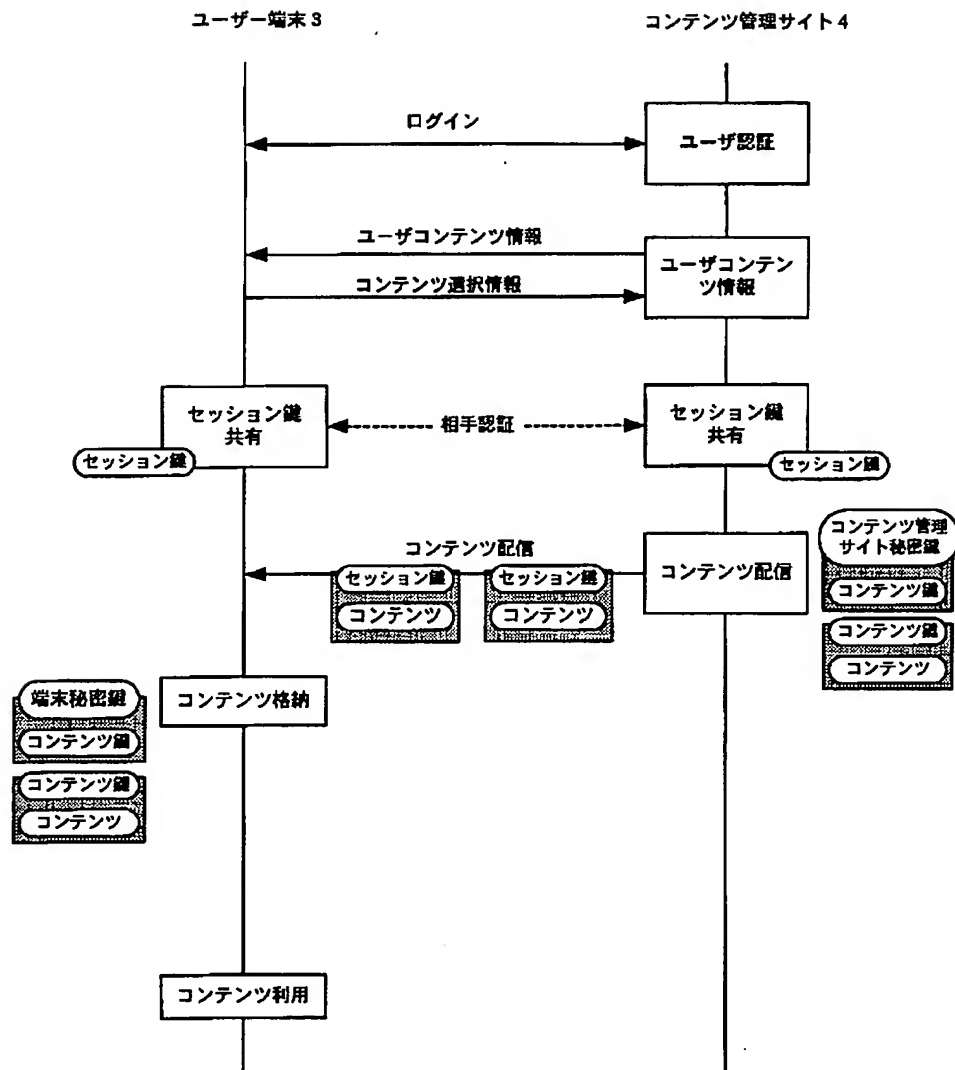 ユーザー端末3
コンテンツ管理サイト4
ログイン
ユーザ認証
ユーザコンテンツ情報
ユーザコンテン
ツ情報
コンテンツ選択情報
セッション鍵
共有
相手認証
セッション鍵
共有
セッション鍵
セッション鍵
コンテンツ管理
サイト秘密鍵
コンテンツ配信
コンテンツ配信
セッション鍵
セッション鍵
コンテンツ鍵
コンテンツ
コンテンツ
コンテンツ鍵
コンテンツ
端末秘密鍵
コンテンツ格納
コンテンツ鍵
コンテンツ鍵
コンテンツ
コンテンツ利用